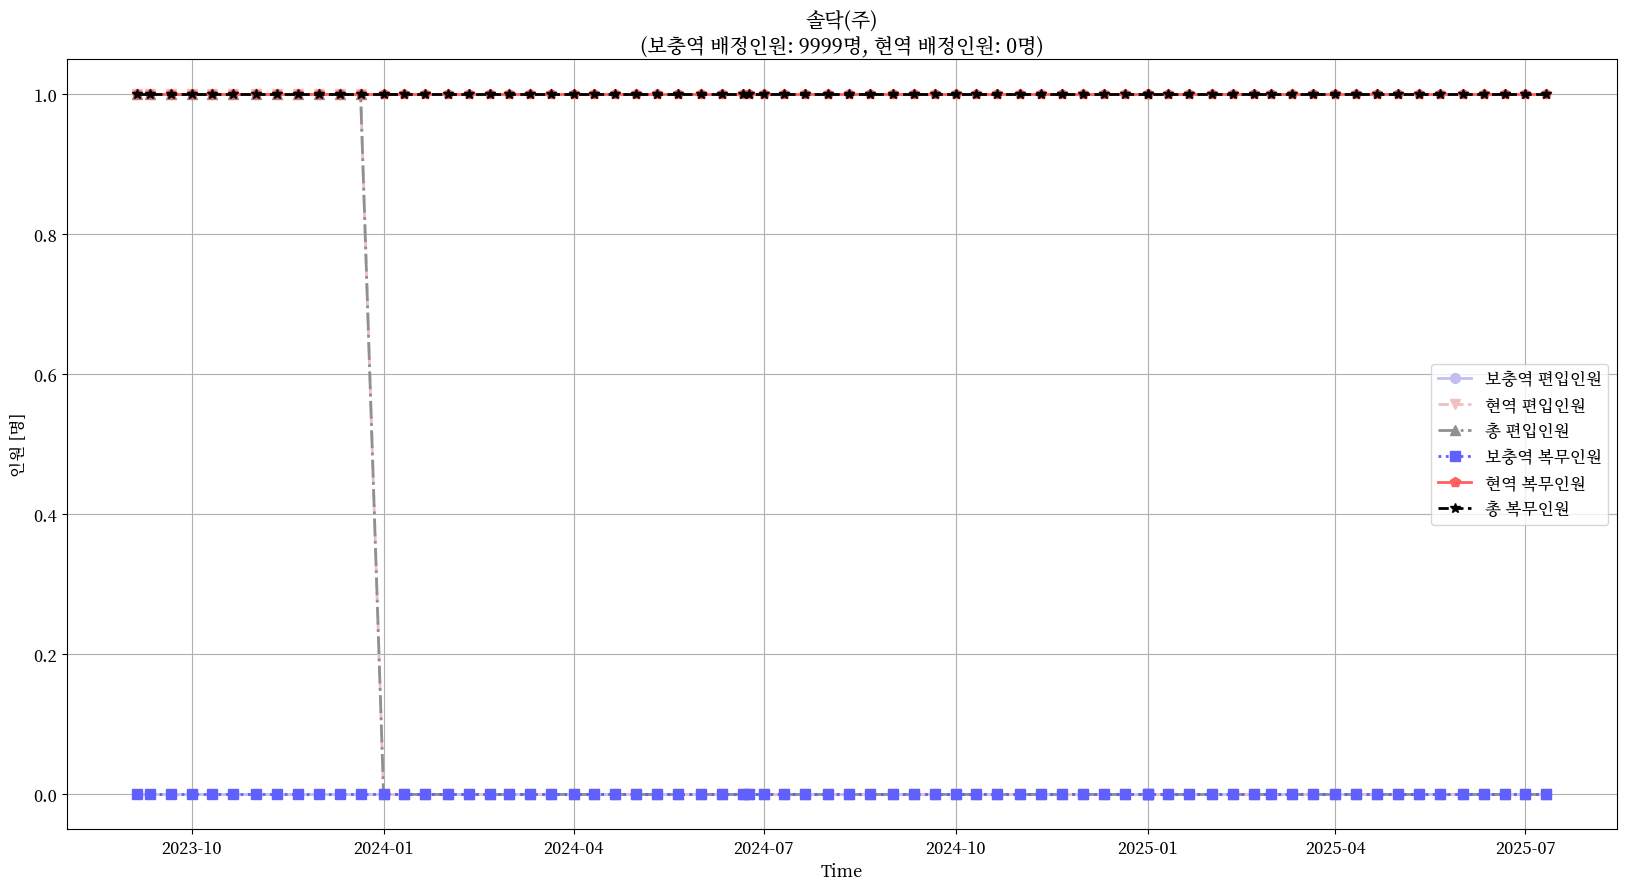 솔닥(주)
(보충역 배정인원: 9999명, 현역 배정인원: 0명)
1.0
0.8
0.6
0.4
0.2
0.0
인원 [명]
보충역 편입인원
현역 편입인원
총 편입인원
보충역 복무인원
현역 복무인원
총 복무인원
2023-10
2024-01
2024-04
2024-07
2024-10
2025-01
2025-04
2025-07
Time